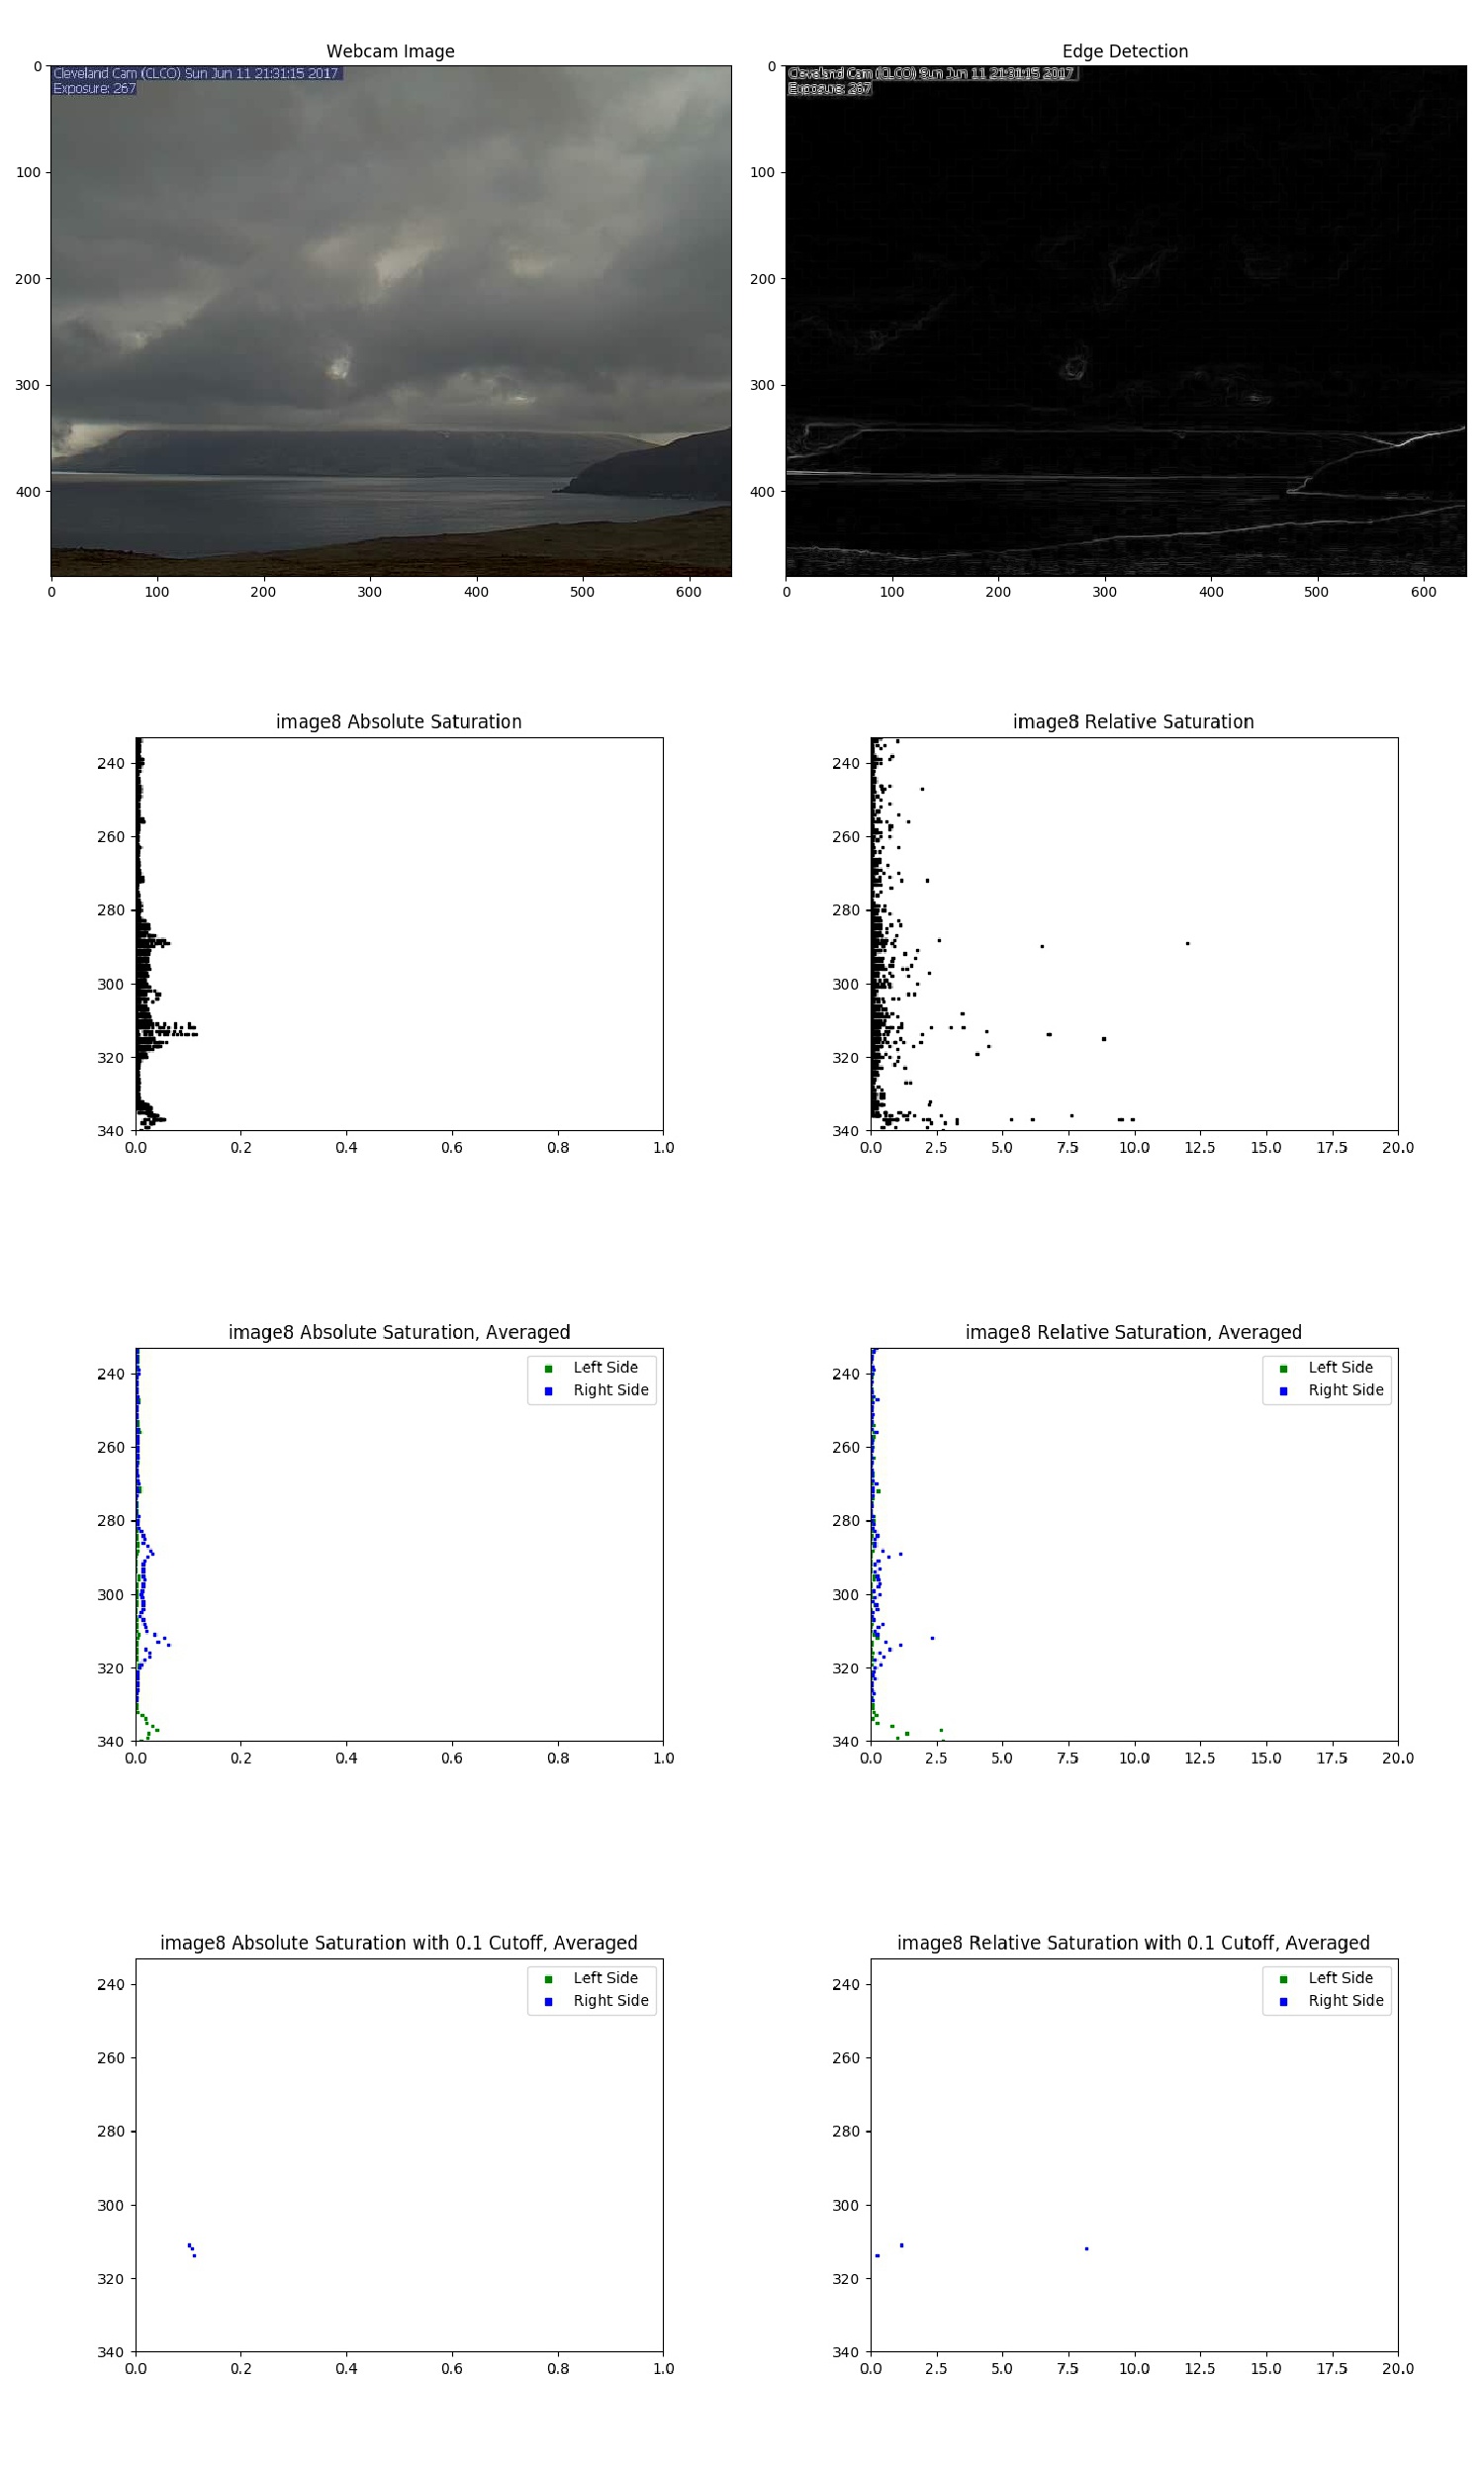 Webcam Image
Edge Detection
0
100
200
300
400
Cleveland Cam (CLCO) Sun Jun 11 21:31:15 2017
Exposure: 267
0 100 200 300 400 500 600
0
100
200
300
400
Cleveland Cam (CLCO) Sun Jun 11 21:31:15 2017
Exposure: 267
0 100 200 300 400 500 600
image8 Absolute Saturation
240
260
280
300
320
340
0.0 0.2 0.4 0.6 0.8 1.0
image8 Relative Saturation
240
260
280
300
320
340
0.0 2.5 5.0 7.5 10.0 12.5 15.0 17.5 20.0
image8 Absolute Saturation, Averaged
Left Side
Right Side
240
260
280
300
320
340
0.0 0.2 0.4 0.6 0.8 1.0
image8 Relative Saturation, Averaged
Left Side
Right Side
240
260
280
300
320
340
0.0 2.5 5.0 7.5 10.0 12.5 15.0 17.5 20.0
image8 Absolute Saturation with 0.1 Cutoff, Averaged
Left Side
Right Side
240
260
280
300
320
340
0.0 0.2 0.4 0.6 0.8 1.0
image8 Relative Saturation with 0.1 Cutoff, Averaged
Left Side
Right Side
240
260
280
300
320
340
0.0 2.5 5.0 7.5 10.0 12.5 15.0 17.5 20.0